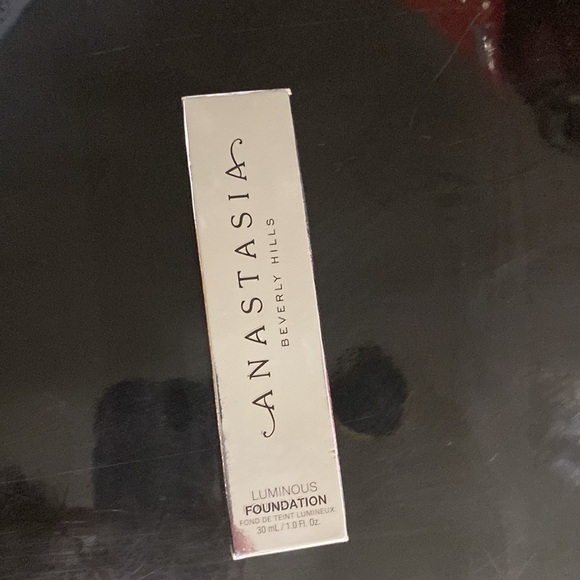 ANASTASIA
BEVERLY HILLS
LUMINOUS
FOUNDATION
FOND DE TEINT LUMINEUX
30 mL / 1.0 Fl. Oz.